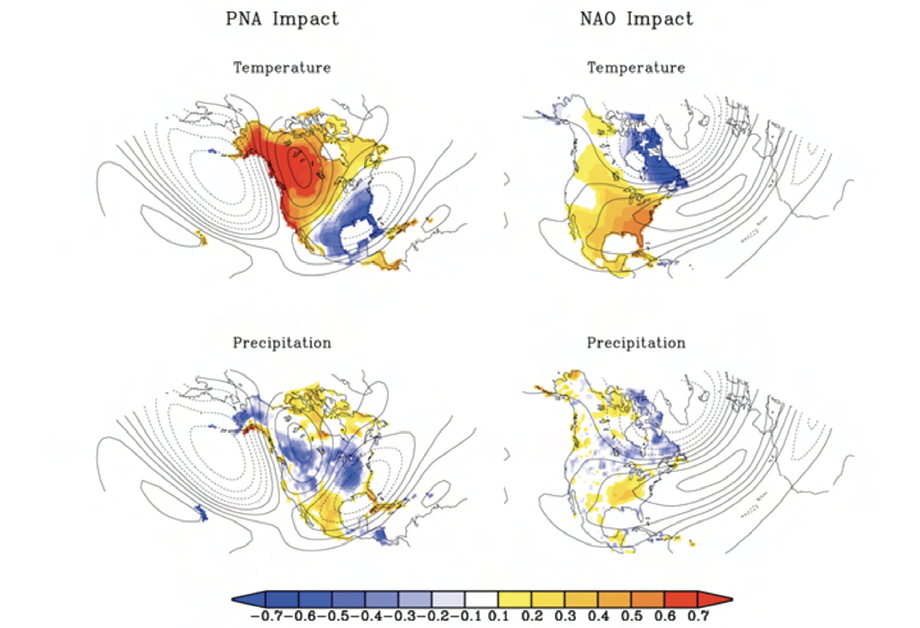 PNA Impact
NAO Impact
Temperature
Temperature
Precipitation
Precipitation
-0.7-0.6-0.5-0.4-0.3-0.2-0.1 0.1 0.2 0.3 0.4 0.5 0.6 0.7